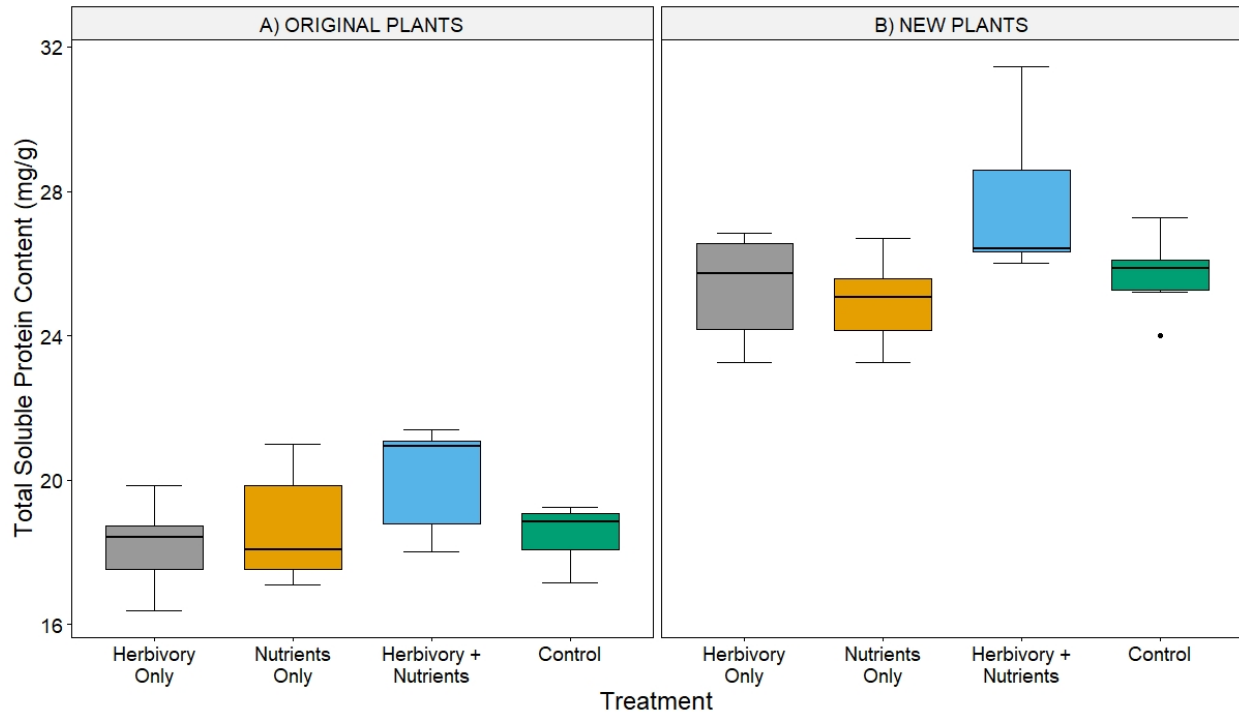 A) ORIGINAL PLANTS
B) NEW PLANTS
Total Soluble Protein Content (mg/g)
32
28
24
20
16
Herbivory
Only
Nutrients
Only
Herbivory +
Nutrients
Control
Herbivory
Only
Nutrients
Only
Herbivory +
Nutrients
Control
Treatment